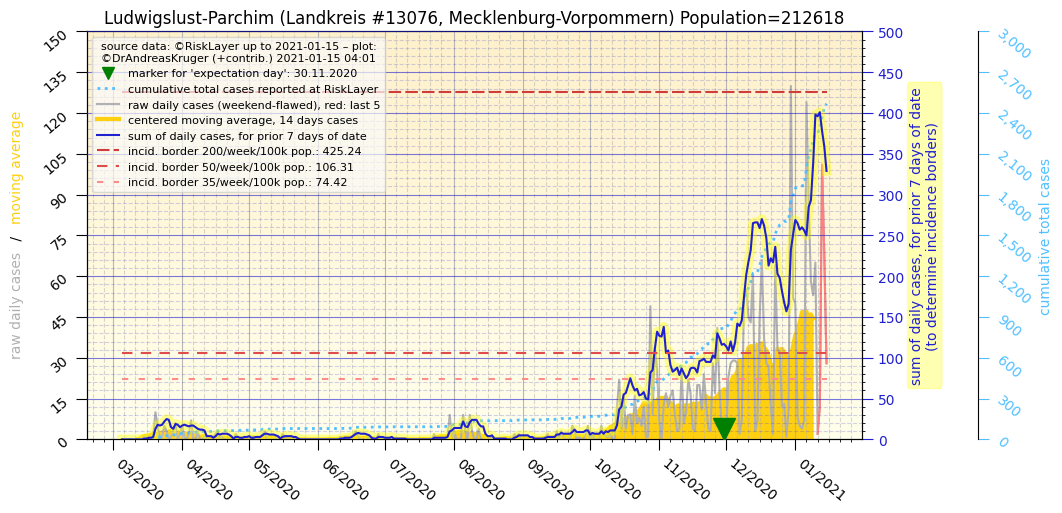 Ludwigslust-Parchim (Landkreis #13076, Mecklenburg-Vorpommern) Population=212618
source data: ©RiskLayer up to 2021-01-15 – plot:
©DrAndreasKruger (+contrib.) 2021-01-15 04:01
marker for 'expectation day': 30.11.2020
cumulative total cases reported at RiskLayer
raw daily cases (weekend-flawed), red: last 5
centered moving average, 14 days cases
sum of daily cases, for prior 7 days of date
incid. border 200/week/100k pop.: 425.24
incid. border 50/week/100k pop.: 106.31
incid. border 35/week/100k pop.: 74.42
raw daily cases / moving average
150
135
120
105
90
75
60
45
30
15
0
03/2020
04/2020
05/2020
06/2020
07/2020
08/2020
09/2020
10/2020
11/2020
12/2020
01/2021
500
450
400
350
300
250
200
150
100
50
0
sum of daily cases, for prior 7 days of date
(to determine incidence borders)
3,000
2,700
2,400
2,100
1,800
1,500
1,200
900
600
300
0
cumulative total cases